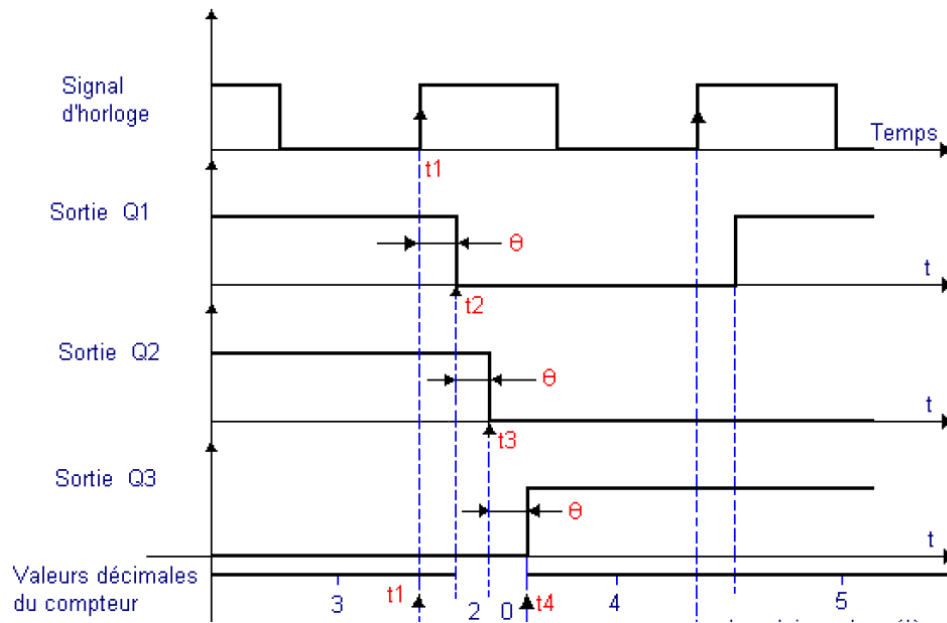 Signal
d'horloge
Temps
t1
Sortie Q1
θ
t
t2
Sortie Q2
θ
t
t3
Sortie Q3
θ
t
Valeurs décimales
du compteur
3
t1
2
0
t4
4
5